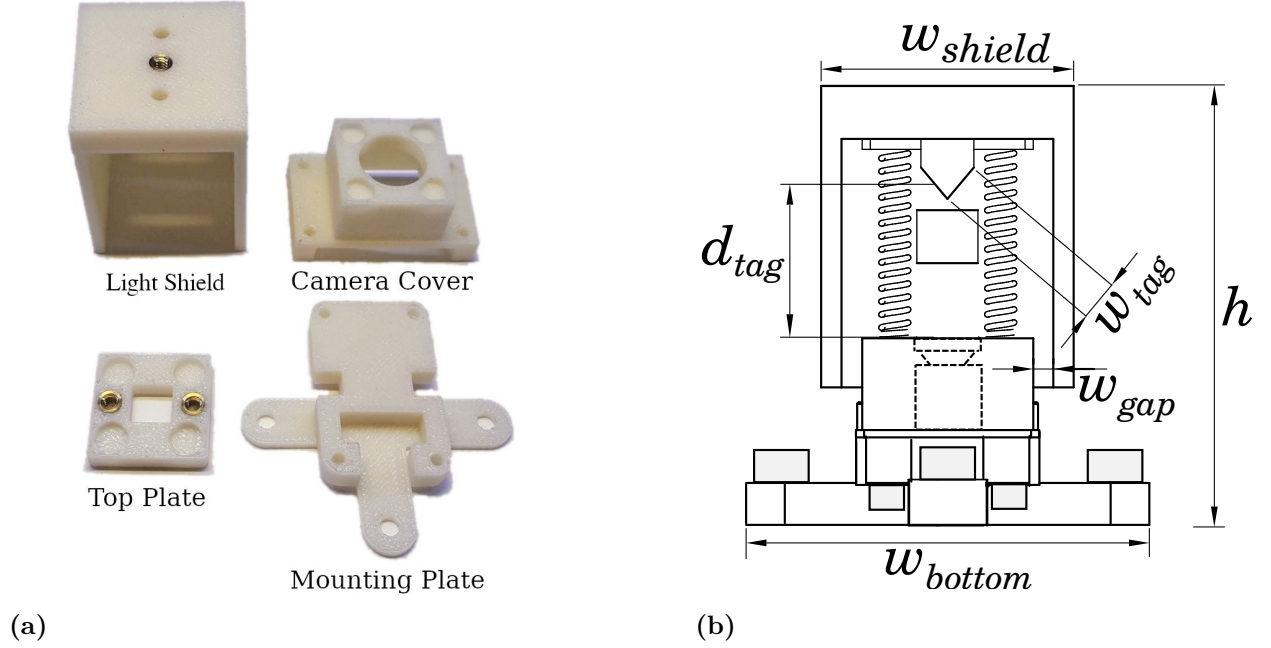 Light Shield
Camera Cover
Top Plate
Mounting Plate
(a)
w_shield
d_tag
w_tag
h
w_gap
w_bottom
(b)